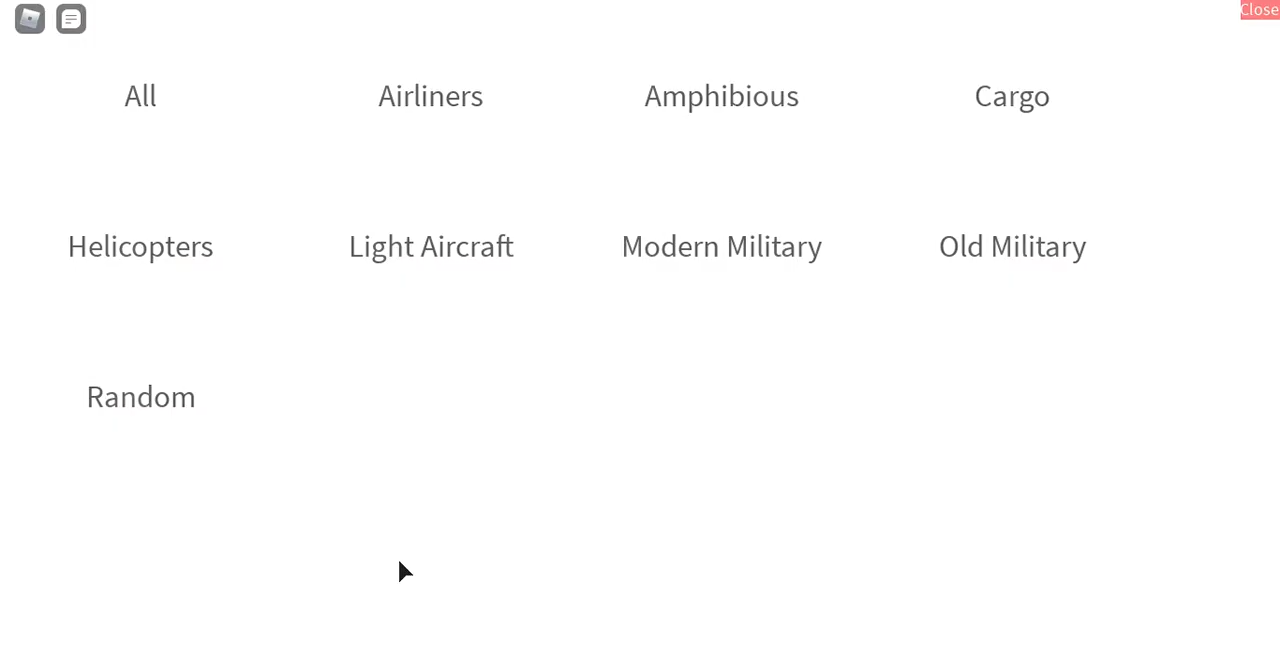 Close
All
Airliners
Amphibious
Cargo
Helicopters
Light Aircraft
Modern Military
Old Military
Random